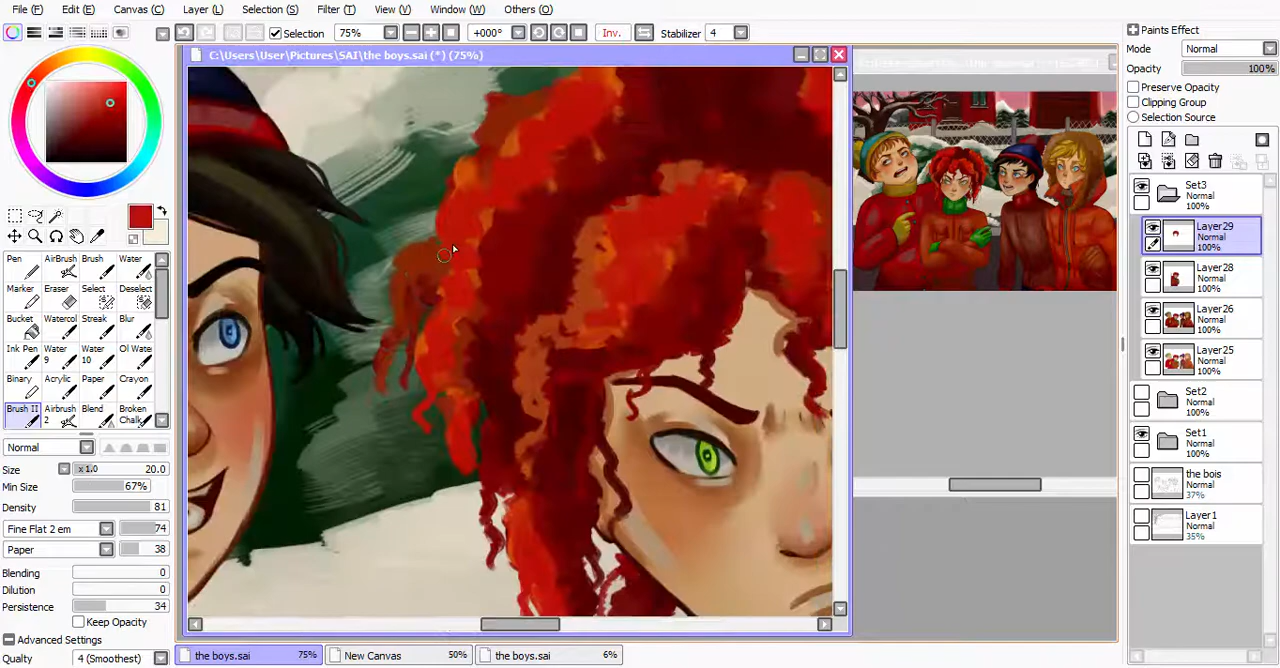 File (F) Edit (E) Canvas (C) Layer (L) Selection (S) Filter (T) View (V) Window (W) Others (O)
Selection 75% +000° Inv. Stabilizer 4
C:\Users\User\Pictures\SAI\the boys.sai (*) (75%)
Paints Effect
Mode Normal
Opacity 100%
Preserve Opacity
Clipping Group
Selection Source
Set3
100%
Layer29
Normal
100%
Layer28
Normal
100%
Layer26
Normal
100%
Layer25
Normal
100%
Set2
Normal
100%
Set1
Normal
100%
the bois
Normal
37%
Layer1
Normal
35%
Pen AirBrush Brush Water
Marker Eraser Select Deselect
Bucket Watercol Streak Blur
Ink Pen Water 9 Water 10 Oil Wate
Binary Acrylic Paper Crayon
Brush II Airbrush 2 Blend Broken Chalk
Normal
Size x 1.0 20.0
Min Size 67%
Density 81
Fine Flat 2 em 74
Paper 38
Blending 0
Dilution 0
Persistence 34
Keep Opacity
Advanced Settings
Quality 4 (Smoothest)
the boys.sai 75% New Canvas 50% the boys.sai 6%